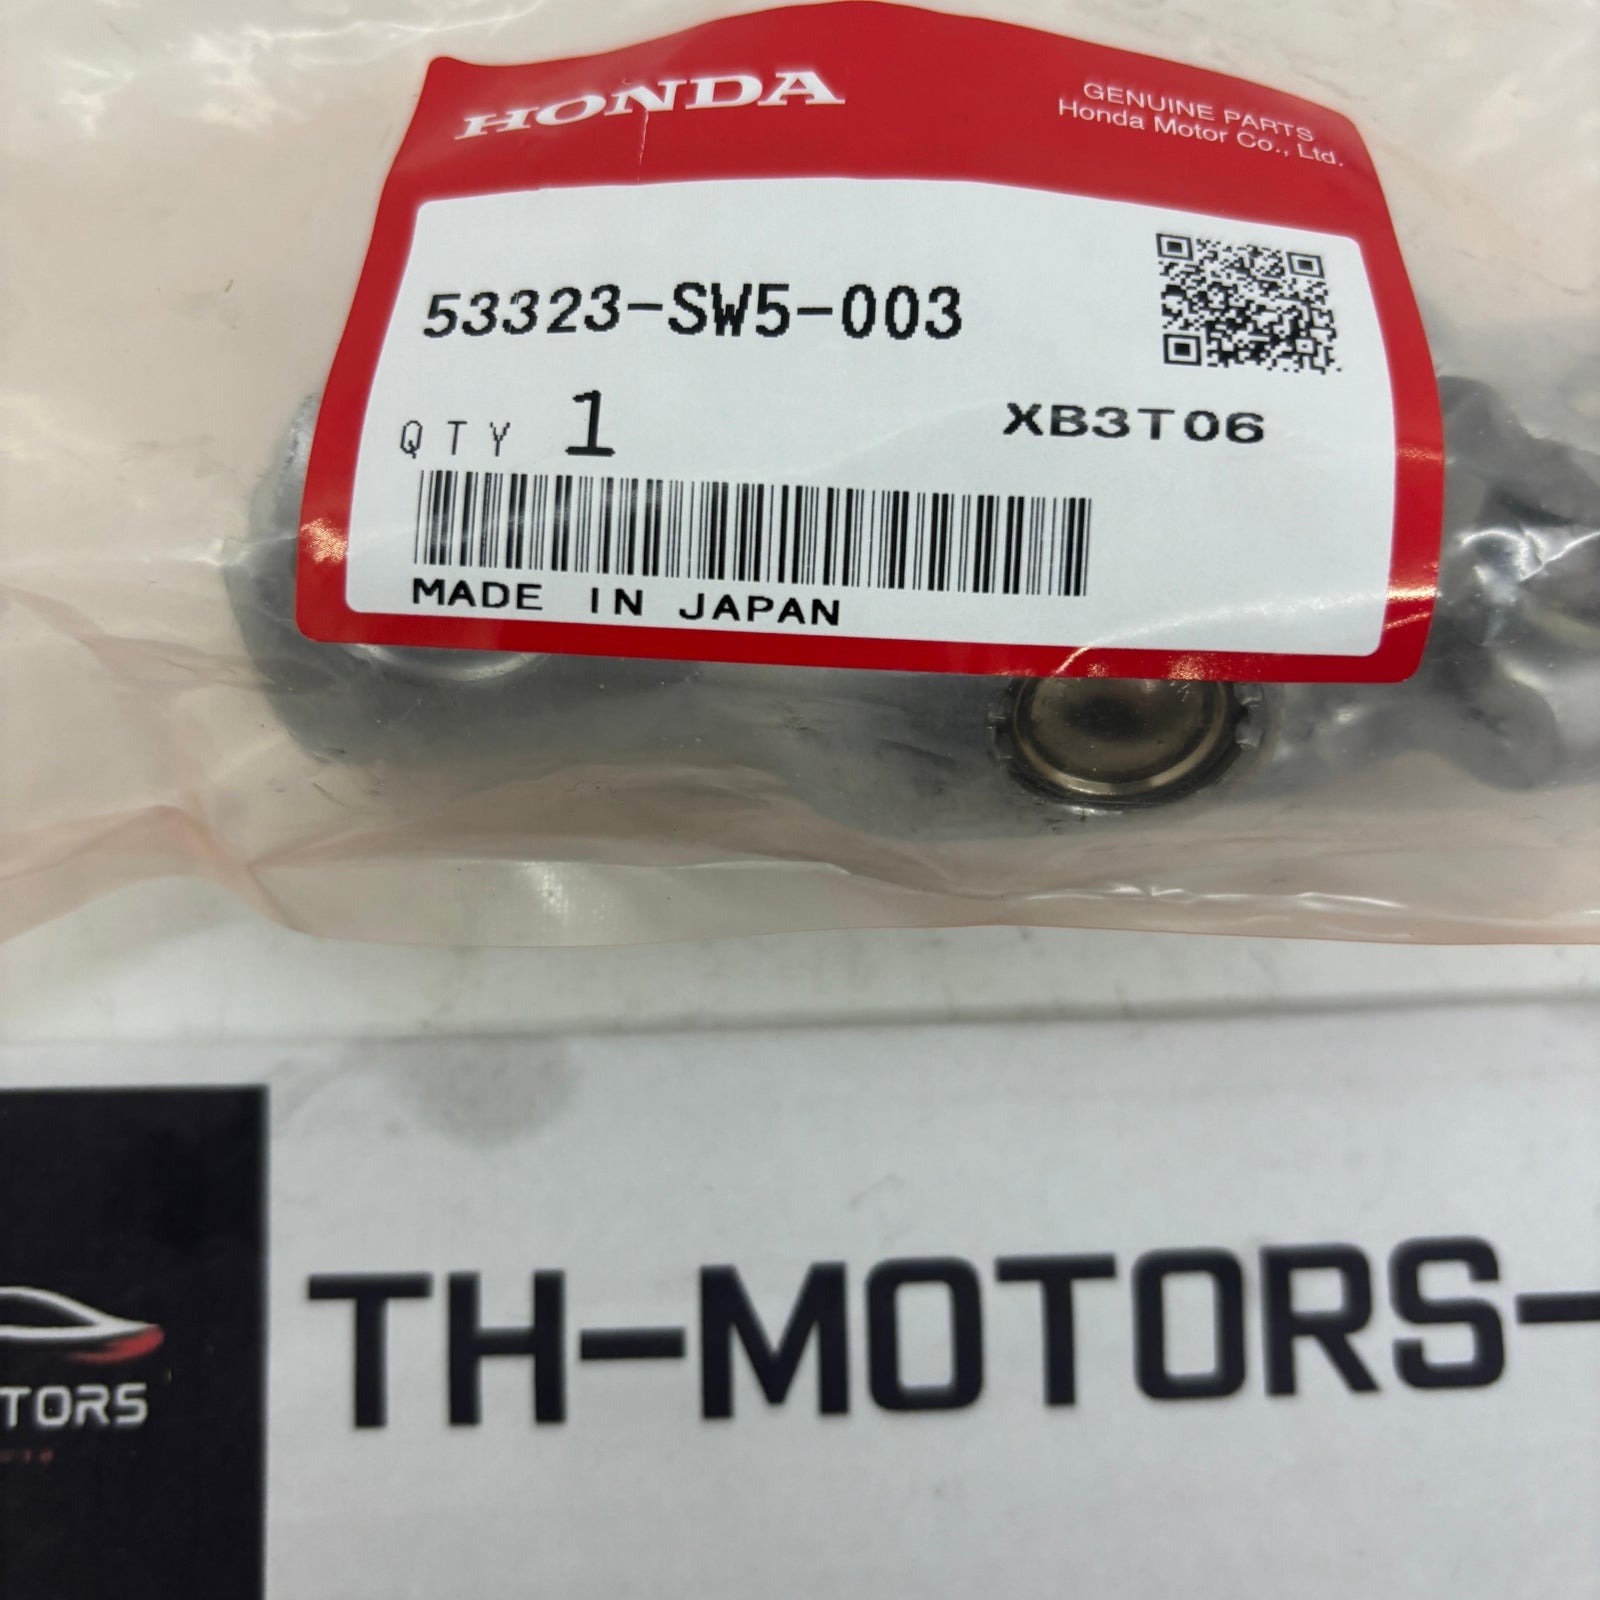 HONDA
GENUINE PARTS
Honda Motor Co., Ltd.
53323-SW5-003
QTY 1
XB3T06
MADE IN JAPAN
TH-MOTORS-
TORS